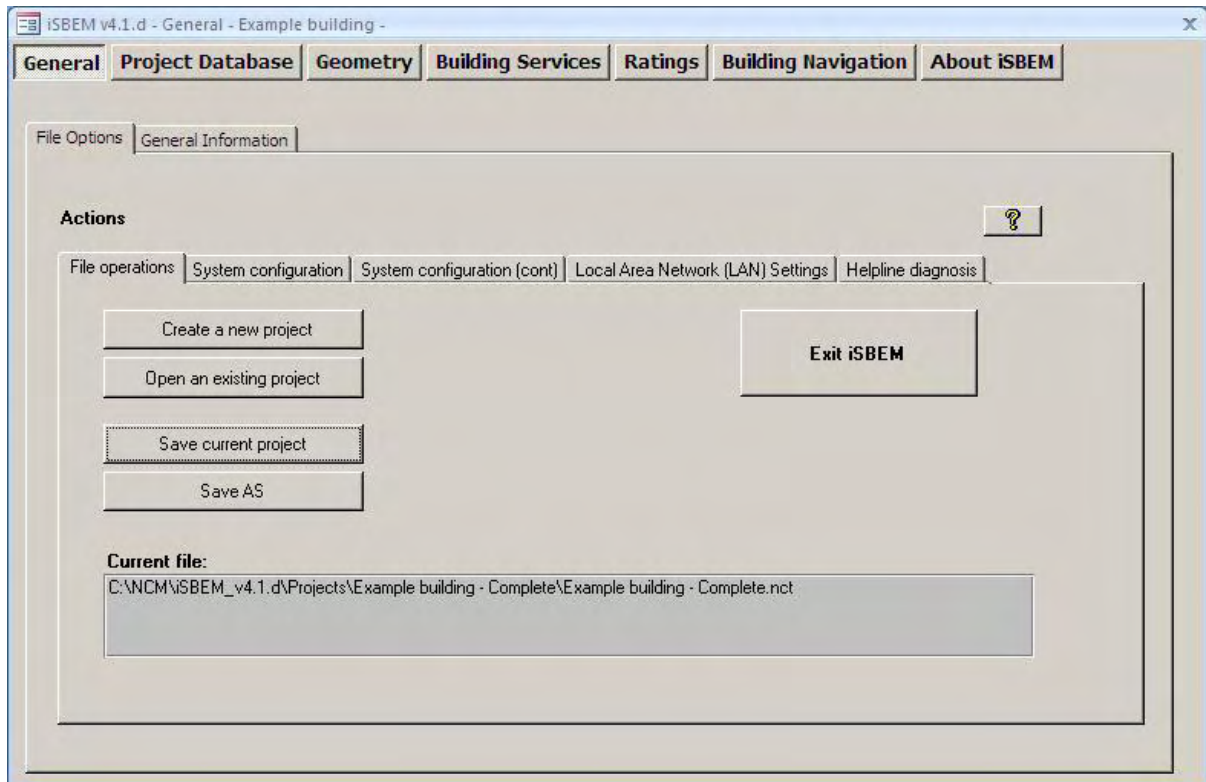 iSBEM v4.1.d - General - Example building -
x
General Project Database Geometry Building Services Ratings Building Navigation About iSBEM
File Options General Information
Actions
?
File operations System configuration System configuration (cont) Local Area Network (LAN) Settings Helpline diagnosis
Create a new project
Exit iSBEM
Open an existing project
Save current project
Save AS
Current file:
C:\NCM\iSBEM_v4.1.d\Projects\Example building - Complete\Example building - Complete.nct